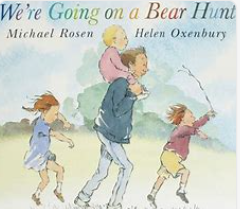 We're Going on a Bear Hunt
Michael Rosen Helen Oxenbury